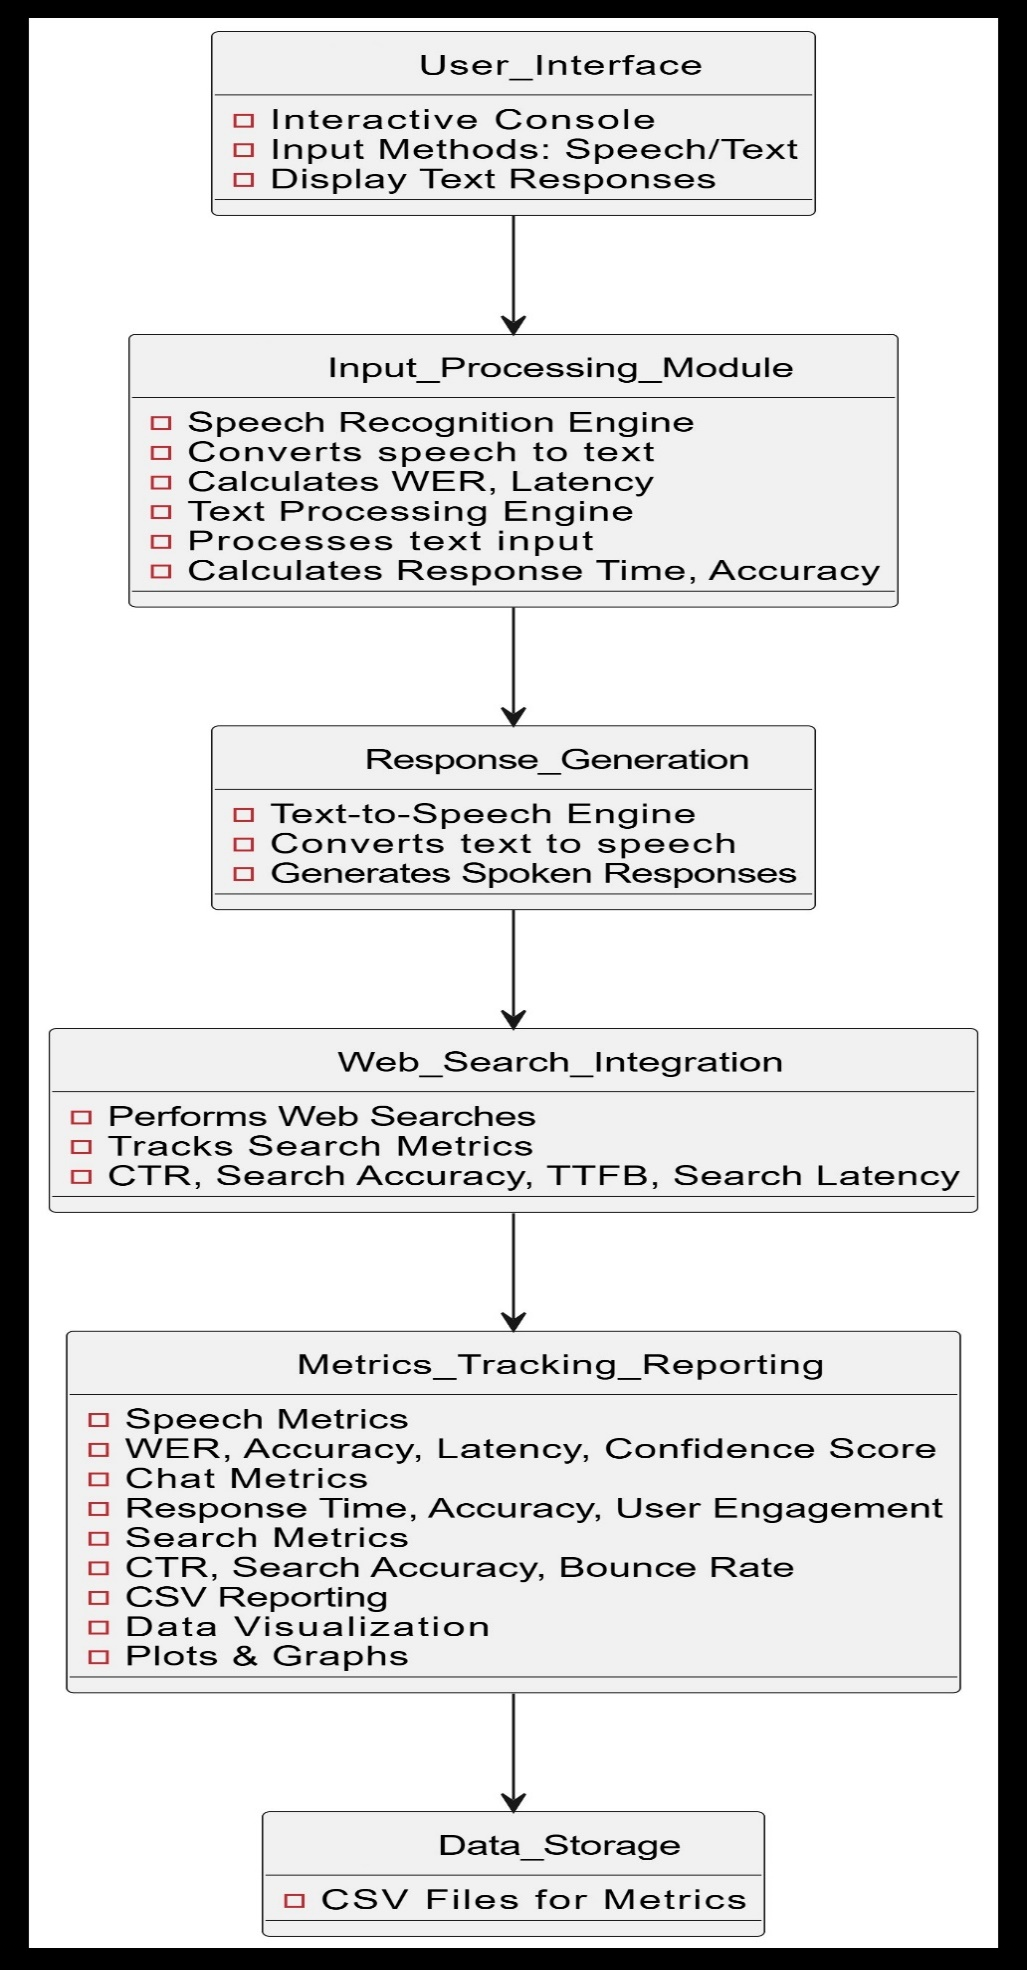 User_Interface
Interactive Console
Input Methods: Speech/Text
Display Text Responses
Input_Processing_Module
Speech Recognition Engine
Converts speech to text
Calculates WER, Latency
Text Processing Engine
Processes text input
Calculates Response Time, Accuracy
Response_Generation
Text-to-Speech Engine
Converts text to speech
Generates Spoken Responses
Web_Search_Integration
Performs Web Searches
Tracks Search Metrics
CTR, Search Accuracy, TTFB, Search Latency
Metrics_Tracking_Reporting
Speech Metrics
WER, Accuracy, Latency, Confidence Score
Chat Metrics
Response Time, Accuracy, User Engagement
Search Metrics
CTR, Search Accuracy, Bounce Rate
CSV Reporting
Data Visualization
Plots & Graphs
Data_Storage
CSV Files for Metrics